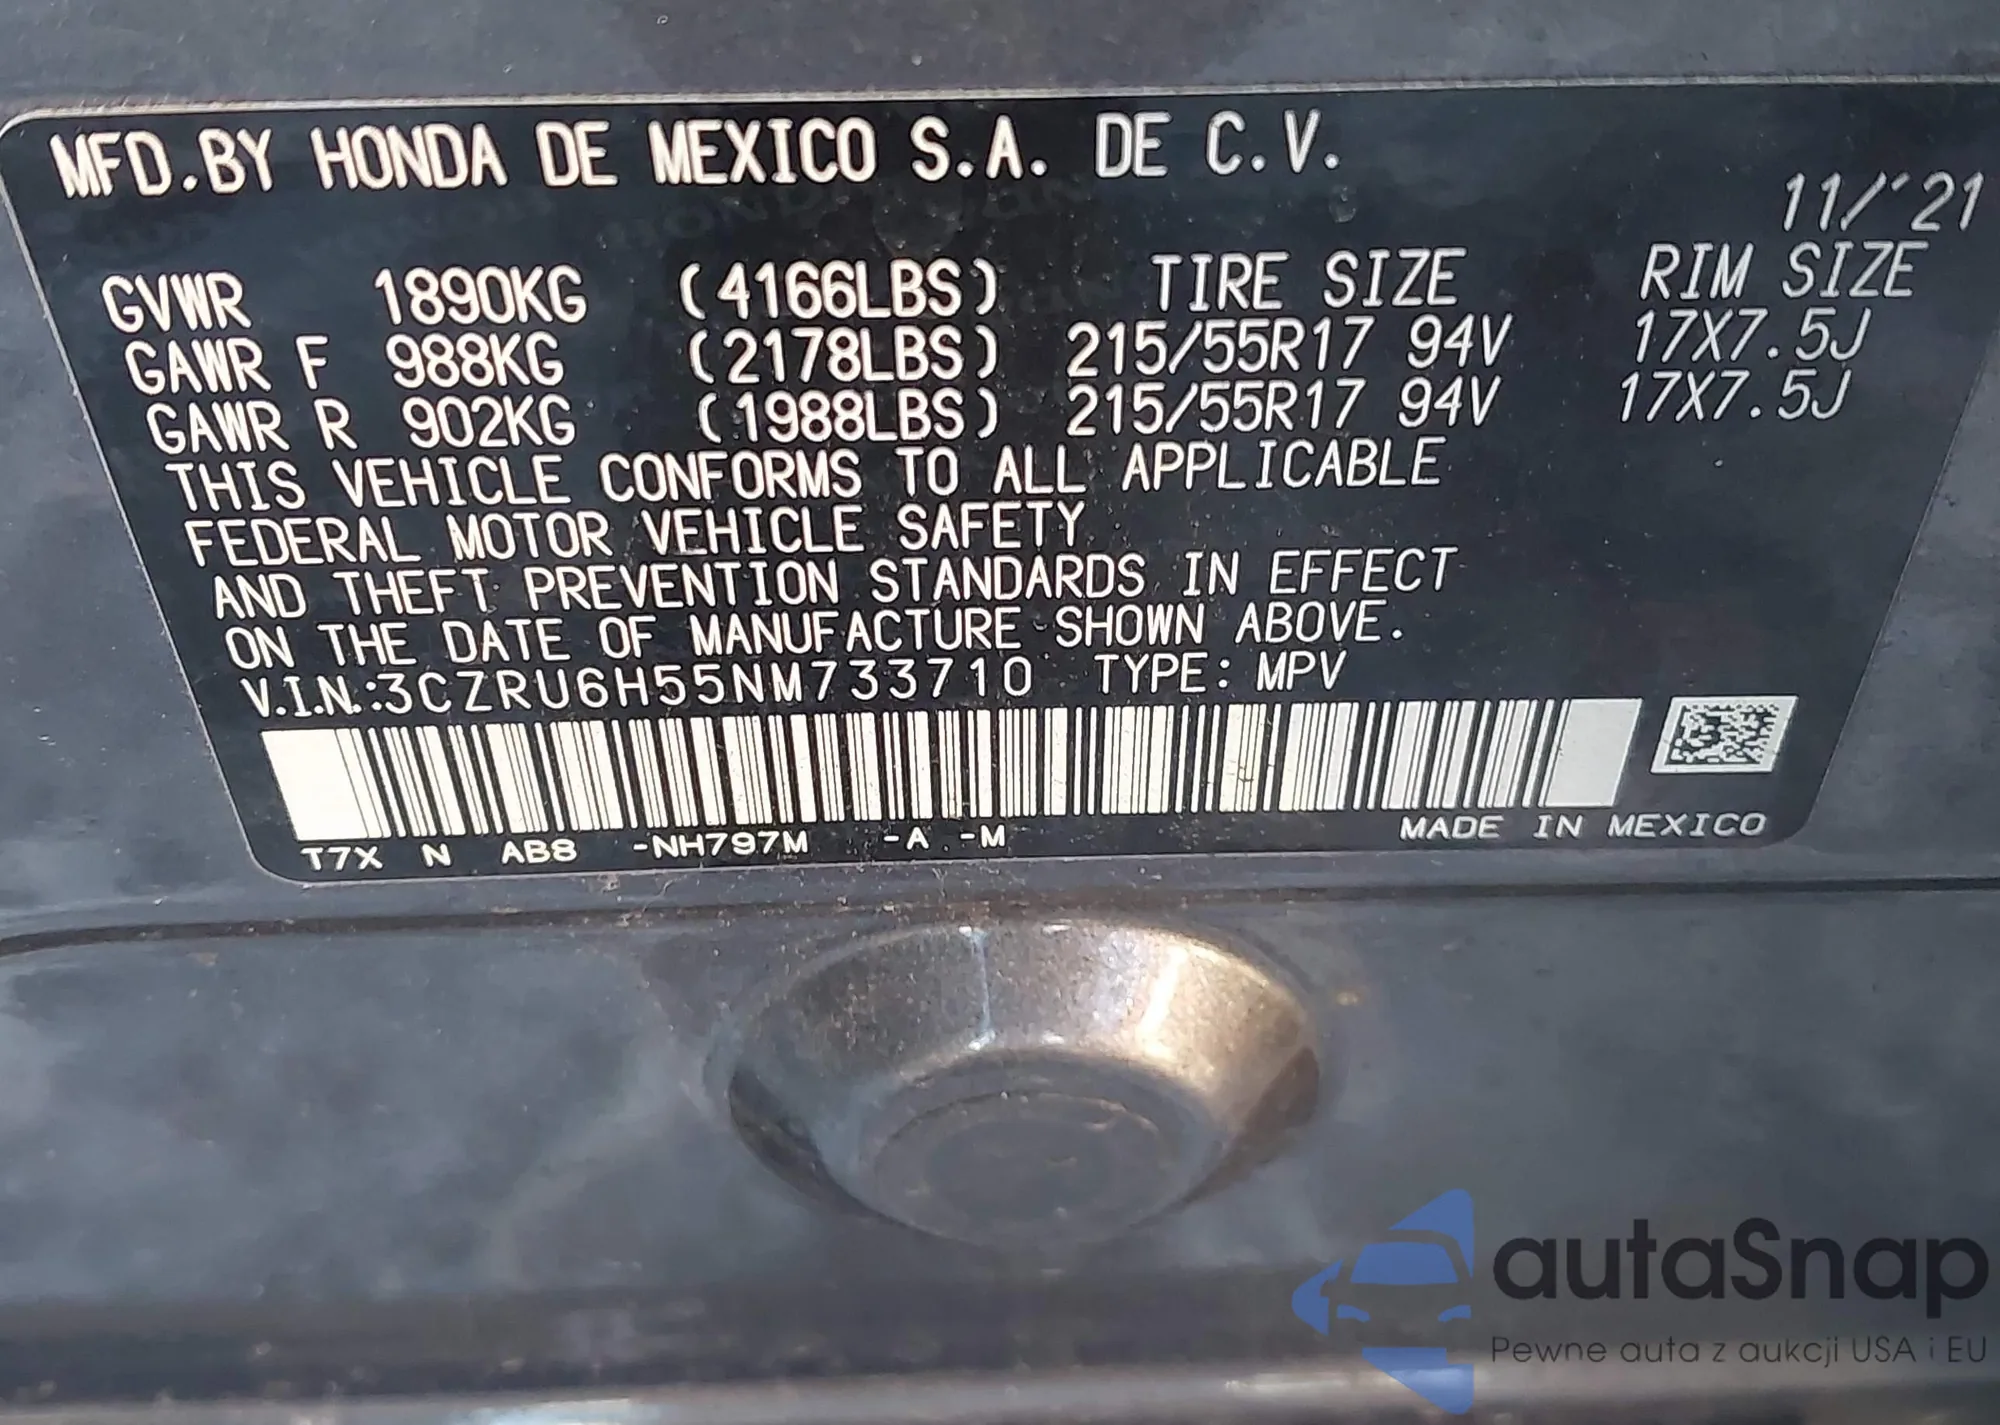 MFD.BY HONDA DE MEXICO S.A. DE C.V.
11/'21
GVWR 1890KG (4166LBS) TIRE SIZE RIM SIZE
GAWR F 988KG (2178LBS) 215/55R17 94V 17X7.5J
GAWR R 902KG (1988LBS) 215/55R17 94V 17X7.5J
THIS VEHICLE CONFORMS TO ALL APPLICABLE
FEDERAL MOTOR VEHICLE SAFETY
AND THEFT PREVENTION STANDARDS IN EFFECT
ON THE DATE OF MANUFACTURE SHOWN ABOVE.
V.I.N.:3CZRU6H55NM733710 TYPE: MPV
T7X N AB8 -NH797M -A -M MADE IN MEXICO
autaSnap
Pewne auta z aukcji USA i EU